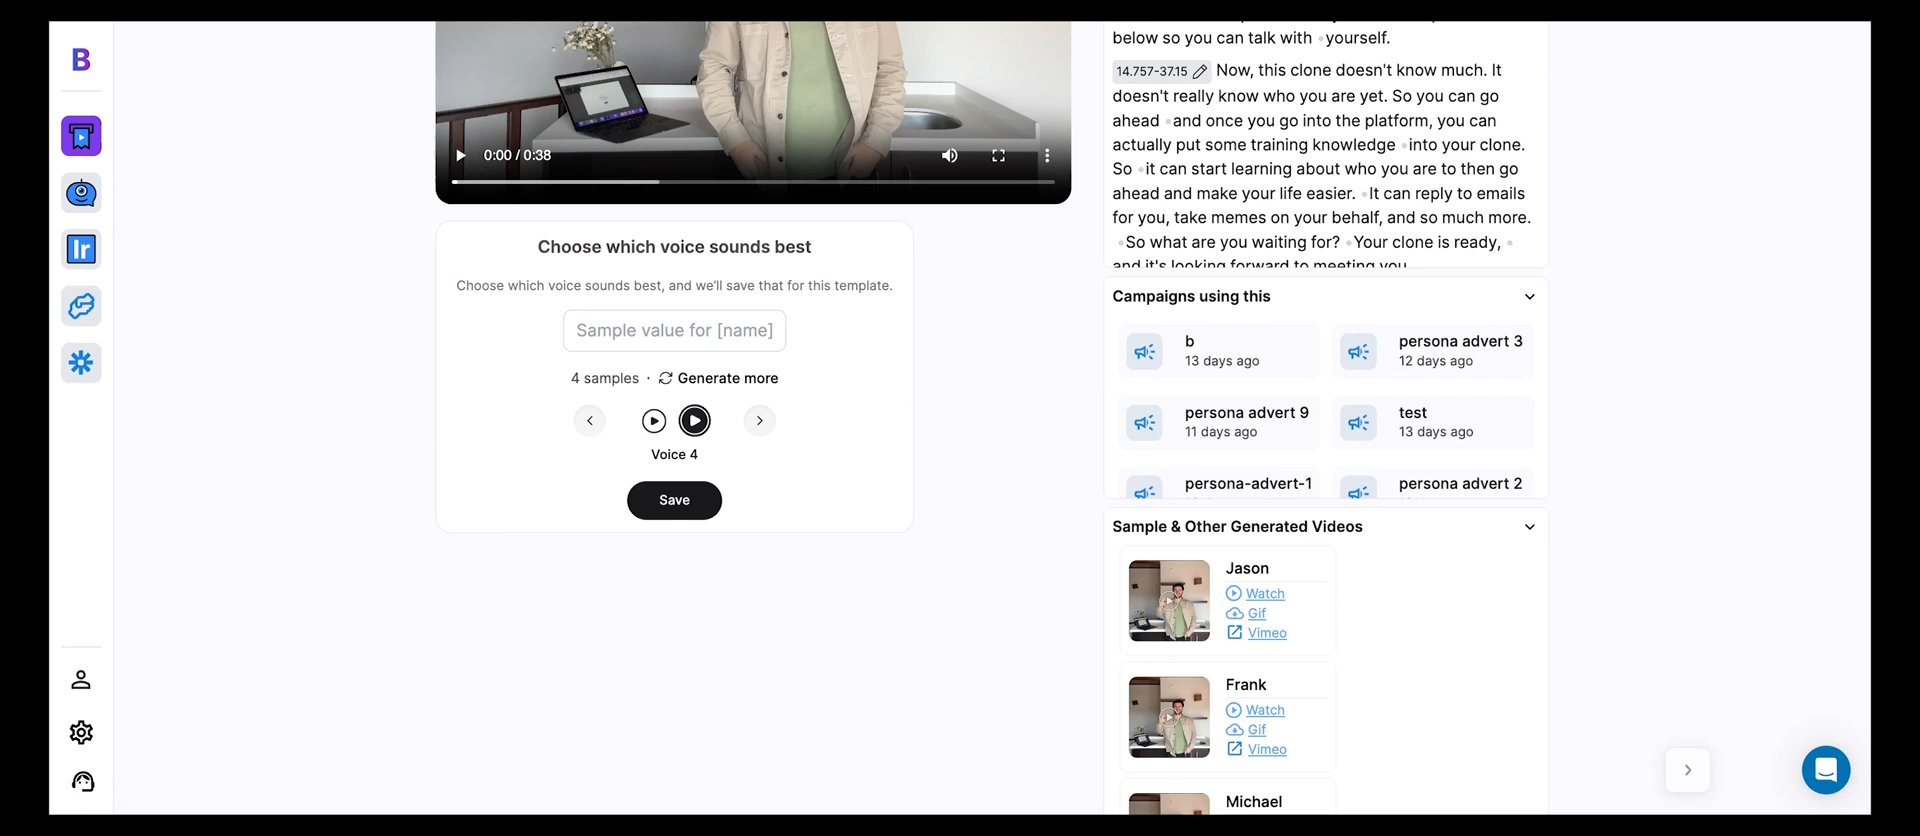 B
lr
0:00 / 0:38
Choose which voice sounds best
Choose which voice sounds best, and we'll save that for this template.
Sample value for [name]
4 samples · Generate more
Voice 4
Save
below so you can talk with yourself.
14.757-37.15 Now, this clone doesn't know much. It
doesn't really know who you are yet. So you can go
ahead and once you go into the platform, you can
actually put some training knowledge into your clone.
So it can start learning about who you are to then go
ahead and make your life easier. It can reply to emails
for you, take memes on your behalf, and so much more.
So what are you waiting for? Your clone is ready,
and it's looking forward to meeting you
Campaigns using this
b
13 days ago
persona advert 3
12 days ago
persona advert 9
11 days ago
test
13 days ago
persona-advert-1
persona advert 2
Sample & Other Generated Videos
Jason
Watch
Gif
Vimeo
Frank
Watch
Gif
Vimeo
Michael